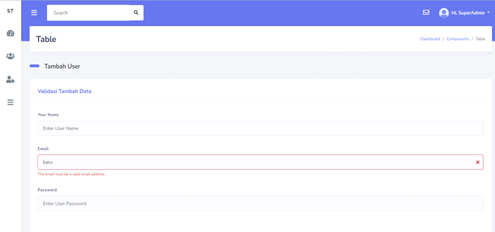 ST
Search
Hi, SuperAdmin
Table
Dashboard / Components / Table
Tambah User
Validasi Tambah Data
Your Name
Enter User Name
Email
baru
The email must be a valid email address.
Password
Enter User Password